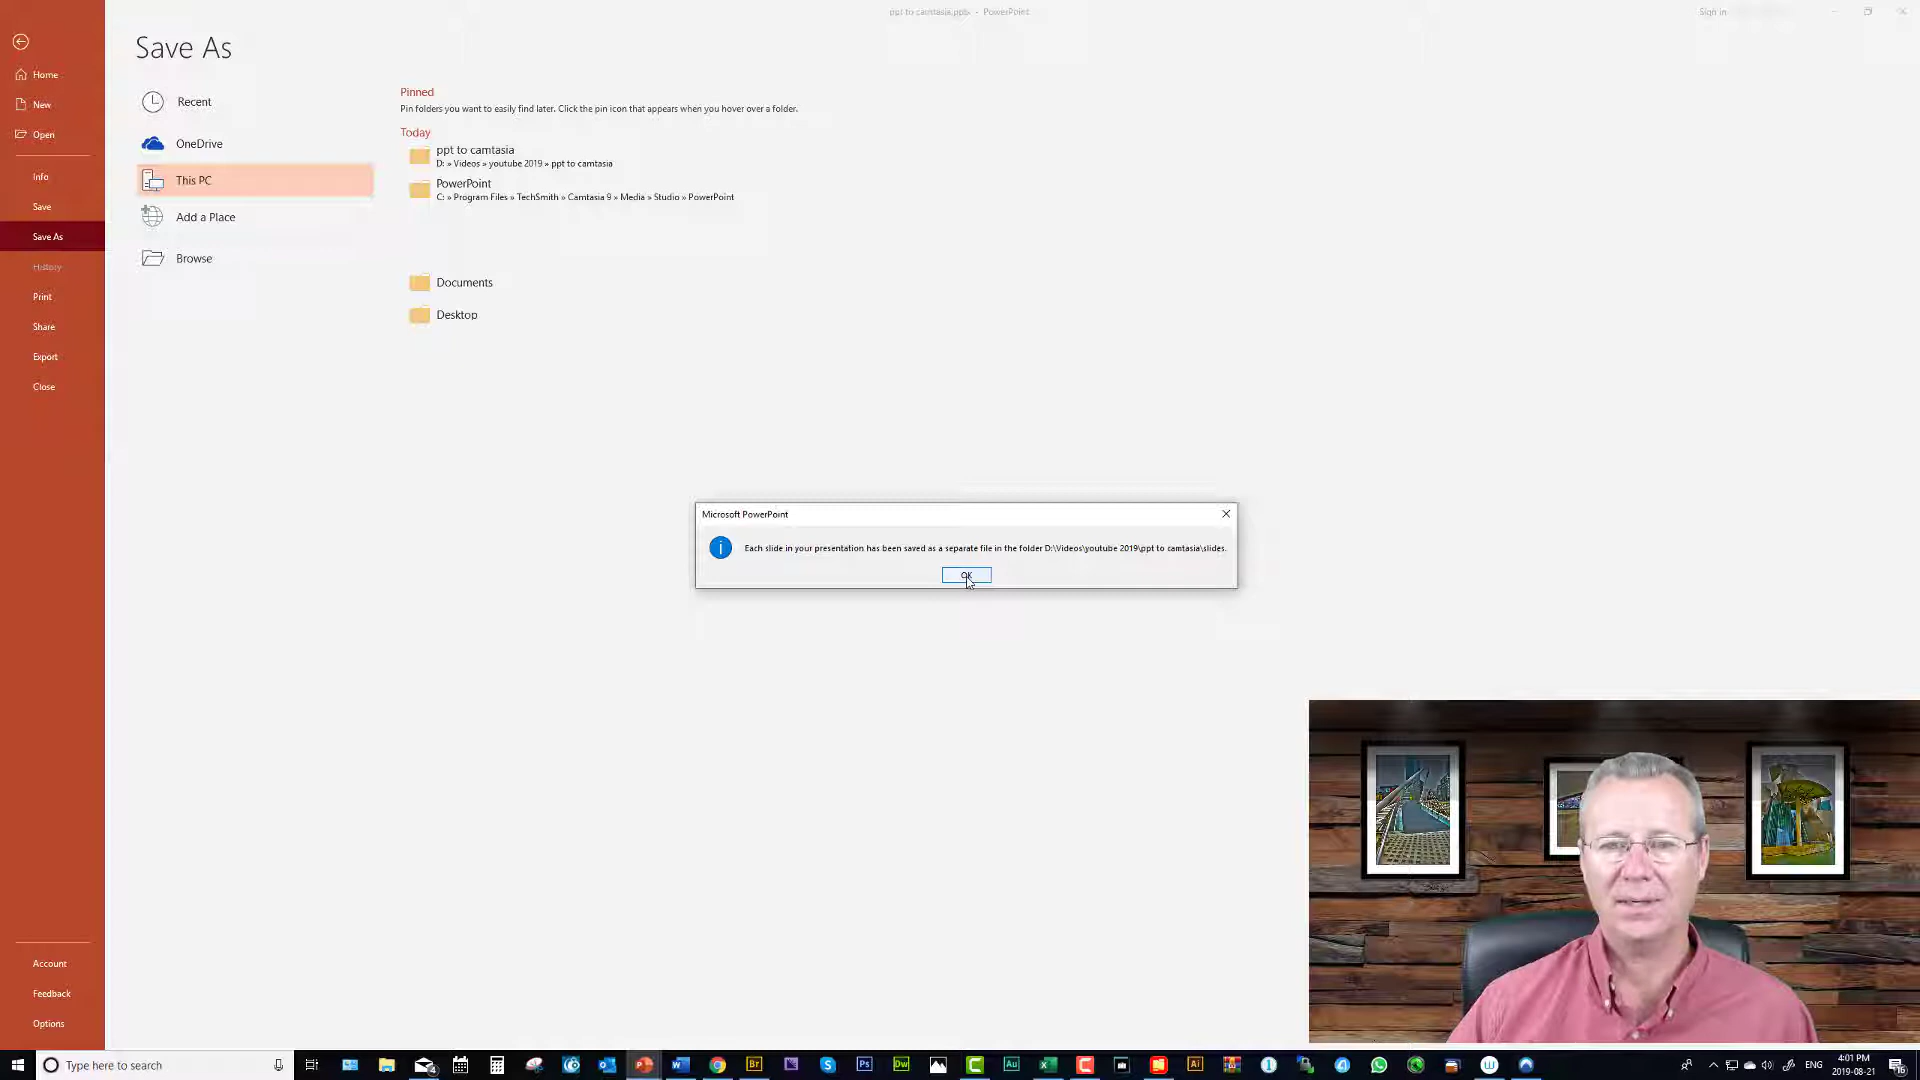 ppt to camtasia.pptx - PowerPoint
Sign in
Save As
Home
New
Open
Info
Save
Save As
History
Print
Share
Export
Close
Account
Feedback
Options
Recent
OneDrive
This PC
Add a Place
Browse
Pinned
Pin folders you want to easily find later. Click the pin icon that appears when you hover over a folder.
Today
ppt to camtasia
D: » Videos » youtube 2019 » ppt to camtasia
PowerPoint
C: » Program Files » TechSmith » Camtasia 9 » Media » Studio » PowerPoint
Documents
Desktop
Microsoft PowerPoint
Each slide in your presentation has been saved as a separate file in the folder D:\Videos\youtube 2019\ppt to camtasia\slides.
OK
Type here to search
Br
Ps
Dw
Au
Ai
ENG
4:01 PM
2019-08-21